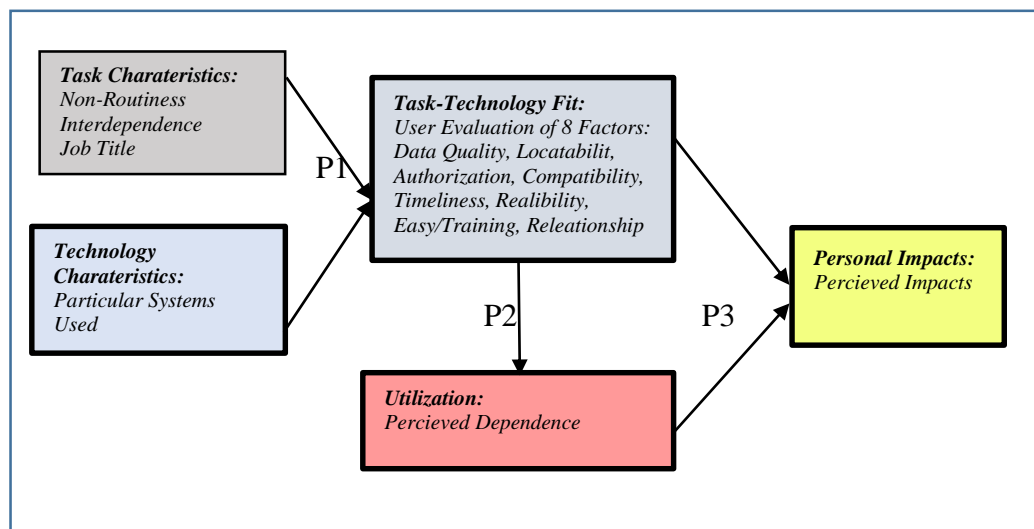 Task Charateristics:
Non-Routiness
Interdependence
Job Title
P1
Technology
Charateristics:
Particular Systems
Used
Task-Technology Fit:
User Evaluation of 8 Factors:
Data Quality, Locatabilit,
Authorization, Compatibility,
Timeliness, Realibility,
Easy/Training, Releationship
P2
P3
Utilization:
Percieved Dependence
Personal Impacts:
Percieved Impacts